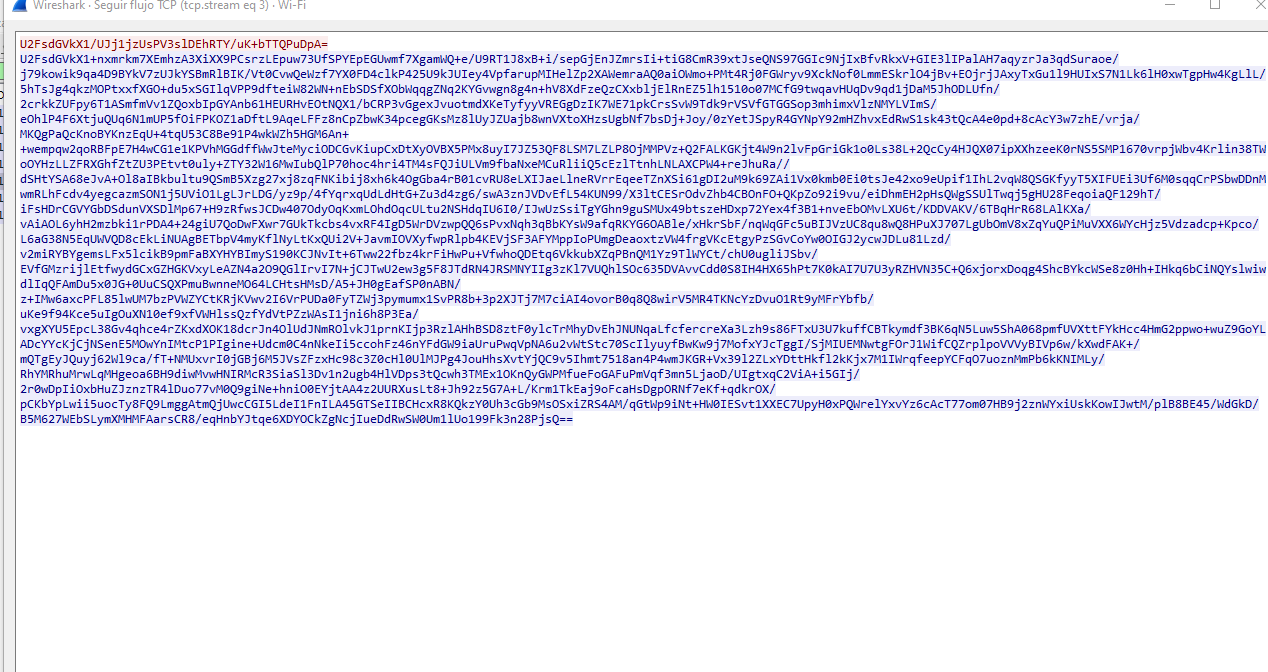 Wireshark · Seguir flujo TCP (tcp.stream eq 3) · Wi-Fi
U2FsdGVkX1/UJj1jzUsPV3slDEhRTY/uK+bTTQPuDpA=
U2FsdGVkX1+nxmrkm7XEmhzA3XiXX9PCsrzLEpuw73UfSPYEpEGUwmf7XgamWQ+e/U9RT1J8xB+i/sepGjEnJZmrsIi+tiG8CmR39xtJseQNS97GGIc9NjIxBfvRkxV+GIE3lIPalAH7aqyzrJa3qdSuraoe/
j79kowik9qa4D9BYkV7zUJkYSBmRlBIK/Vt0CvwQeWzf7YX0FD4clkP425U9kJUIey4VpfarupMIHelZp2XAWemraAQ0aiOWmo+PMt4Rj0FGWryv9XckNof0LmmESkrlO4jBv+EOjrjJAxyTxGu1l9HUIxS7N1Lk6lH0xwTgpHw4KgLlL/
5hTsJg4qkzMOPtxxfXGO+du5xSGIlqVPP9dfteiW82WN+nEbSDSfXObWqqgZNq2KYGvwgn8g4n+hV8XdFzeQzCXxbljElRnEZ5lh1510o07MCfG9twqavHUqDv9qd1jDaM5JhODLUfn/
2crkkZUFpy6T1ASmfmVv1ZQoxbIpGYAnb61HEURHvEOtNQX1/bCRP3vGgexJvuotmdXKeTyfyyVREGgDzIK7WE71pkCrsSvW9Tdk9rVSVfGTGGSop3mhimxVlzNMYLVImS/
eOhlP4F6XtjuQUq6N1mUP5fOiFPKOZ1aDftL9AqeLFFz8nCpZbwK34pcegGKsMz8lUyJZUajb8wnVXtoXHzsUgbNf7bsDj+Joy/0zYetJSpyR4GYNpY92mHZhvxEdRwS1sk43tQcA4e0pd+8cAcY3w7zhE/vrja/
MKQgPaQcKnoBYKnzEqU+4tqU53C8Be91P4wkWZh5HGM6An+
+wempqw2qoRBFpE7H4wCG1e1KPVhMGGdffWwJteMyciODCGvKiupCxDtXyOVBX5PMx8uyI7JZ53QF8LSM7LZLP8OjMMPVz+Q2FALKGKjt4W9n2lvFpGriGk1o0Ls38L+2QcCy4HJQX07ipXXhzeeK0rNS5SMP1670vrpjWbv4Krlin38TW
oOYHzLLZFRXGhfZtZU3PEtvt0uly+ZTY32W16MwIubQlP70hoc4hri4TM4sFQJiULVm9fbaNxeMCuRliiQ5cEzlTtnhLNLAXCPW4+reJhuRa//
dSHtYSA68eJvA+Ol8aIBkbultu9QSmB5Xzg27xj8zqFNKibij8xh6k4OgGba4rB01cvRU8eLXIJaeLlneRVrrEqeeTZnXSi61gDI2uM9k69ZAi1Vx0kmb0Ei0tsJe42xo9eUpif1IhL2vqW8QSGKfyyT5XIFUEi3Uf6M0sqqCrPSbwDDnM
wmRLhFcdv4yegcazmSON1j5UViO1LgLJrLDG/yz9p/4fYqrxqUdLdHtG+Zu3d4zg6/swA3znJVDvEfL54KUN99/X3ltCESrOdvZhb4CBOnFO+QKpZo92i9vu/eiDhmEH2pHsQWgSSUlTwqj5gHU28FeqoiaQF129hT/
iFsHDrCGVYGbDSdunVXSDlMp67+H9zRfwsJCDw407OdyOqKxmLOhdOqcULtu2NSHdqIU6I0/IJwUzSsiTgYGhn9guSMUx49btszeHDxp72Yex4f3B1+nveEbOMvLXU6t/KDDVAKV/6TBqHrR68LAlKXa/
vAiAOL6yhH2mzbki1rPDA4+24giU7QoDwFXwr7GUkTkcbs4vxRF4IgD5WrDVzwpQQ6sPvxNqh3qBbKYsW9afqRKYG6OABle/xHkrSbF/nqWqGFc5uBIJVzUC8qu8wQ8HPuXJ707LgUbOmV8xZqYuQPiMuVXX6WYcHjz5Vdzadcp+Kpco/
L6aG38N5EqUWVQD8cEkLiNUAgBETbpV4myKflNyLtKxQUi2V+JavmIOVXyfwpRlpb4KEVjSF3AFYMppIoPUmgDeaoxtzVW4frgVKcEtgyPzSGvCoYw0OIGJ2ycwJDLu81Lzd/
v2miRYBYgemsLFx5lcikB9pmFaBXYHYBImyS190KCJNvIt+6Tww22fbz4krFiHwPu+VfwhoQDEtq6VkkubXZqPBnQM1Yz9TlWYCt/chU0ugliJSbv/
EVfGMzrijlEtfwydGCxGZHGKVxyLeAZN4a2O9QGlIrvI7N+jCJTwU2ew3g5F8JTdRN4JRSMNYIIg3zKl7VUQhlSOc635DVAvvCdd0S8IH4HX65hPt7K0kAI7U7U3yRZHVN35C+Q6xjorxDoqg4ShcBYkcWSe8z0Hh+IHkq6bCiNQYslwiw
dlIqQFAmDu5x0JG+0UuCSQXPmuBwnneMO64LCHtsHMsD/A5+JH0gEafSP0nABN/
z+IMw6axcPFL85lwUM7bzPVWZYCtKRjKVwv2I6VrPUDa0FyTZWj3pymumx1SvPR8b+3p2XJTj7M7ciAI4ovorB0q8Q8wirV5MR4TKNcYzDvuO1Rt9yMFrYbfb/
uKe9f94Kce5uIgOuXN10ef9xfVWHlssQzfYdVtPZzWAsI1jni6h8P3Ea/
vxgXYU5EpcL38Gv4qhce4rZKxdXOK18dcrJn4OlUdJNmROlvkJ1prnKIjp3RzlAHhBSD8ztF0ylcTrMhyDvEhJNUNQaLfcfercreXa3Lzh9s86FTxU3U7kuffCBTkymdf3BK6qN5Luw5ShA068pmfUVXttFYkHcc4HmG2ppwo+wuZ9GoYL
ADcYYcKjCjNSenE5MOwYnIMtcP1PIgine+Udcm0C4nNkeIi5ccohFz46nYFdGW9iaUruPwqVpNA6u2vWtStc70ScIlyuyfBwKw9j7MofxYJcTggI/SjMIUEMNwtgFOrJ1WifCQZrplpoVVVyBIVp6w/kXwdFAK+/
mQTgEyJQuyj62Wl9ca/fT+NMUxvrI0jGBj6M5JVsZFzxHc98c3Z0cHl0UlMJPg4JouHhsXvtYjQC9v5Ihmt7518an4P4wmJKGR+Vx39l2ZLxYDttHkfl2kKjx7M1IWrqfeepYCFqO7uoznMmPb6kKNIMLy/
RhYMRhuMrwLqMHgeoa6BH9diwMvwHNIRMcR3SiaSl3Dv1n2ugb4HlVDps3tQcwh3TMEx1OKnQyGWPMfueFoGAFuPmVqf3mn5LjaoD/UIgtxqC2ViA+i5GIj/
2r0wDpIiOxbHuZJznzTR4lDuo77vM0Q9giNe+hniO0EYjtAA4z2UURXusLt8+Jh92z5G7A+L/Krm1TkEaj9oFcaHsDgpORNf7eKf+qdkrOX/
pCKbYpLwii5uocTy8FQ9LmggAtmQjUwcCGI5LdeI1FnILA45GTSeIIBCHcxR8KQkzY0Uh3cGb9MsOSxiZRS4AM/qGtWp9iNt+HW0IESvt1XXEC7UpyH0xPQWrelYxvYz6cAcT77om07HB9j2znWYxiUskKowIJwtM/plB8BE45/WdGkD/
B5M627WEbSLymXMHMFAarsCR8/eqHnbYJtqe6XDYOCkZgNcjIueDdRwSW0Um1lUo199Fk3n28PjsQ==